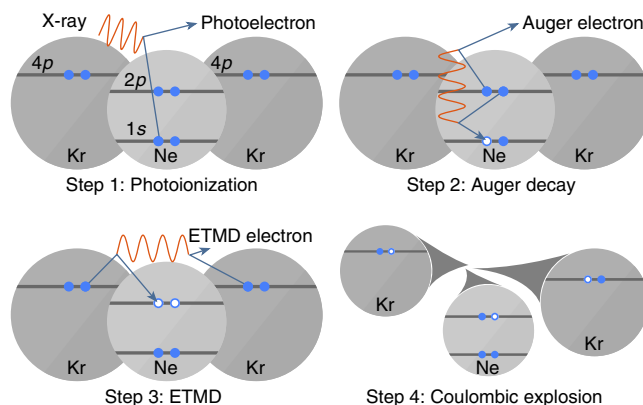 X-ray
Photoelectron
4p
2p
4p
1s
Kr
Ne
Kr
Step 1: Photoionization
Auger electron
Kr
Ne
Kr
Step 2: Auger decay
ETMD electron
Kr
Ne
Kr
Step 3: ETMD
Kr
Ne
Kr
Step 4: Coulombic explosion